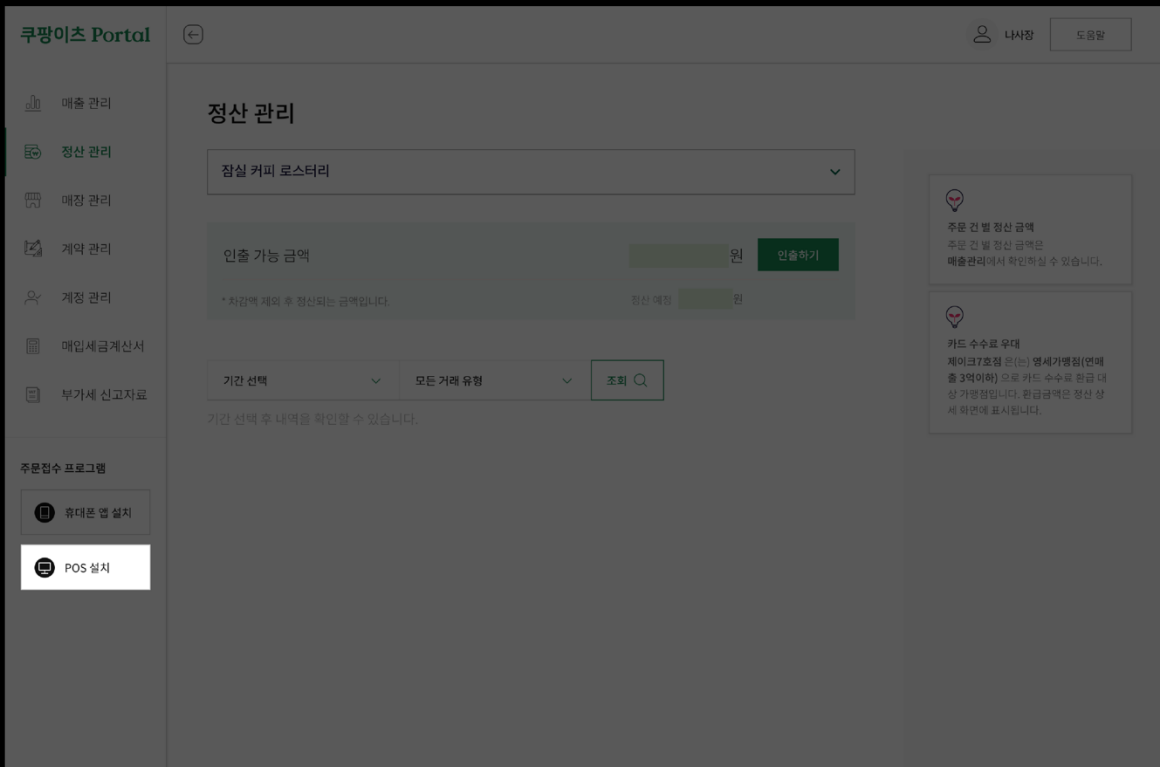 쿠팡이츠 Portal
나사장
도움말
매출 관리
정산 관리
매장 관리
계약 관리
계정 관리
매입세금계산서
부가세 신고자료
주문접수 프로그램
휴대폰 앱 설치
POS 설치
정산 관리
잠실 커피 로스터리
인출 가능 금액
원
인출하기
* 차감액 제외 후 정산되는 금액입니다.
정산 예정
원
기간 선택
모든 거래 유형
조회
기간 선택 후 내역을 확인할 수 있습니다.
주문 건 별 정산 금액
주문 건 별 정산 금액은
매출관리에서 확인하실 수 있습니다.
카드 수수료 우대
제이크7호점 은(는) 영세가맹점(연매
출 3억이하) 으로 카드 수수료 환급 대
상 가맹점입니다. 환급금액은 정산 상
세 화면에 표시됩니다.